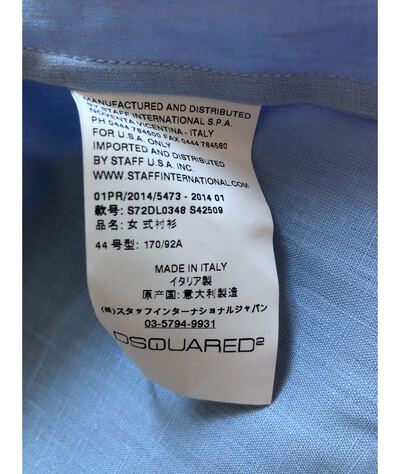 MANUFACTURED AND DISTRIBUTED
BY STAFF INTERNATIONAL S.P.A.
NOVENTA VICENTINA - ITALY
PH 0444 784500 FAX 0444 784580
FOR U.S.A. ONLY
IMPORTED AND DISTRIBUTED
BY STAFF U.S.A. INC.
WWW.STAFFINTERNATIONAL.COM
01PR/2014/5473 - 2014 01
款号: S72DL0348 S42509
品名: 女式衬衫
44 号型: 170/92A
MADE IN ITALY
イタリア製
原产国: 意大利製造
(株)スタッフインターナショナルジャパン
03-5794-9931
DSQUARED2